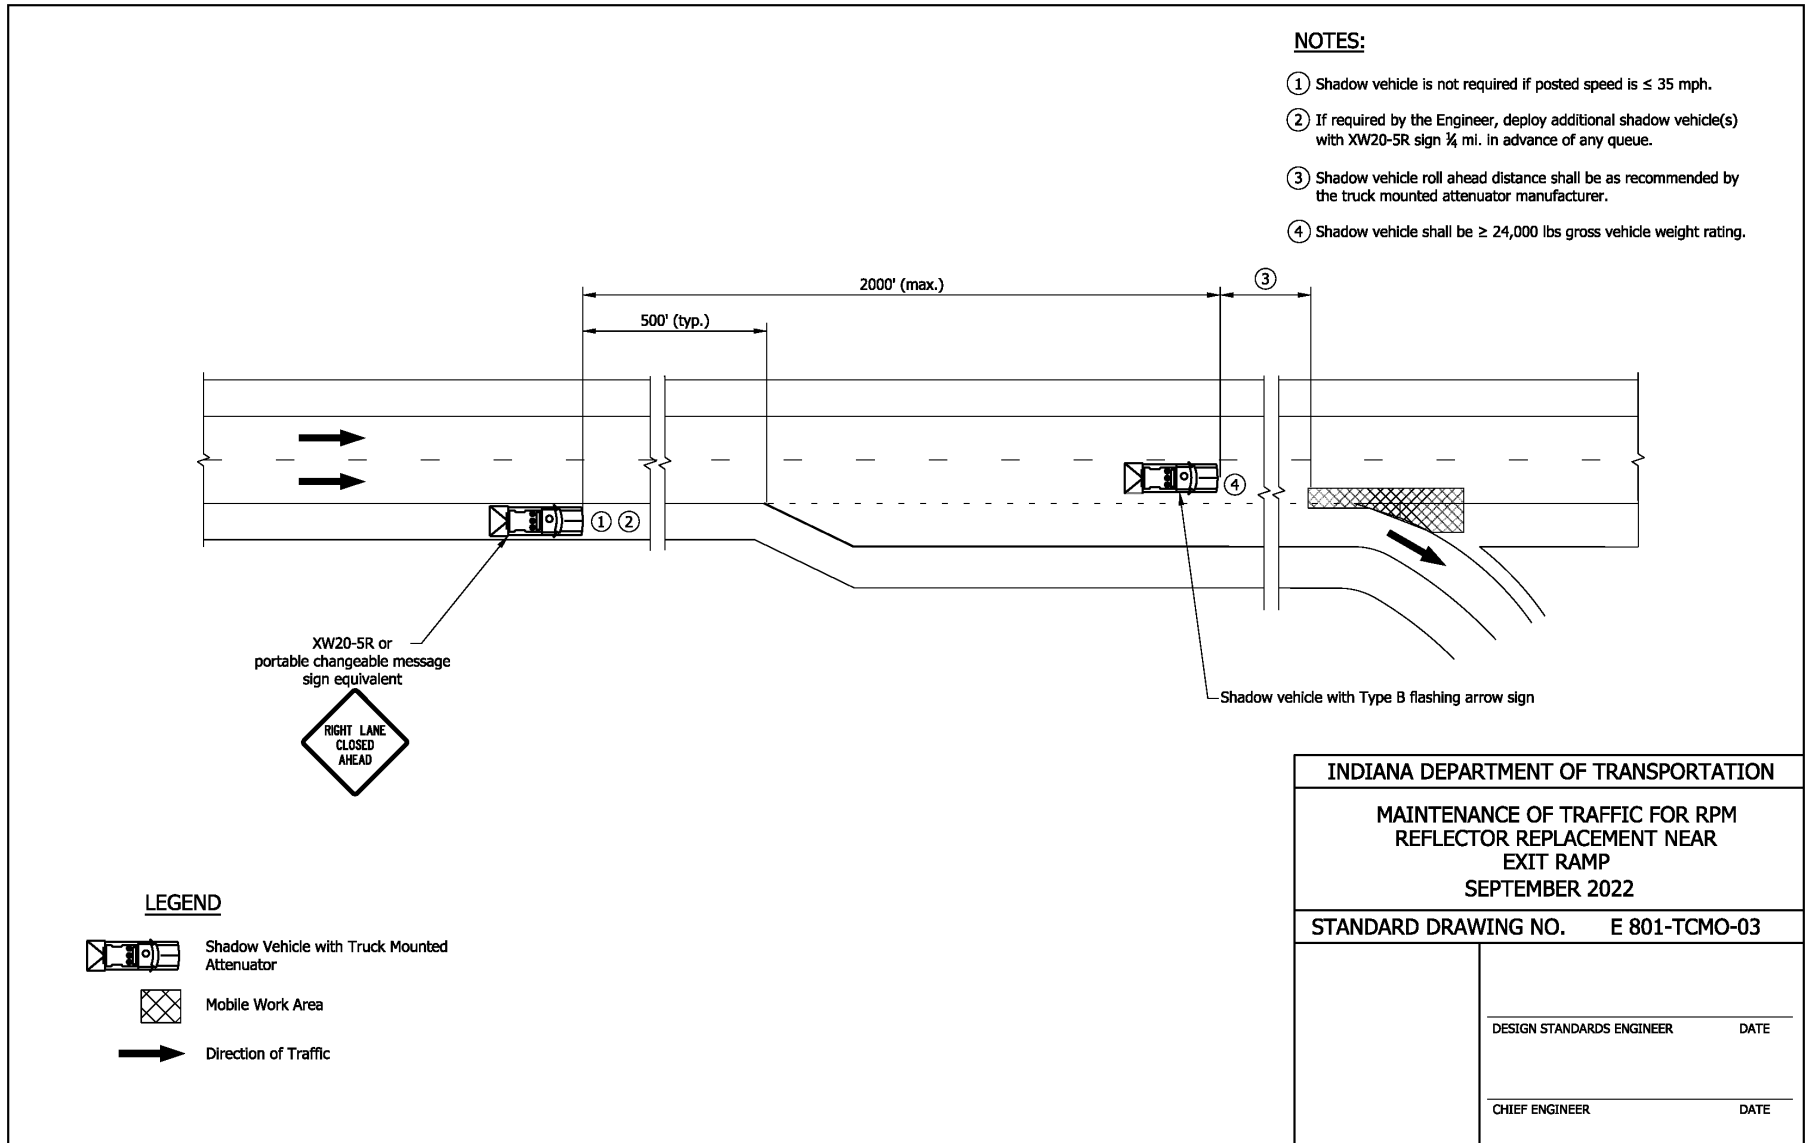 NOTES:
1 Shadow vehicle is not required if posted speed is ≤ 35 mph.
2 If required by the Engineer, deploy additional shadow vehicle(s)
with XW20-5R sign ¼ mi. in advance of any queue.
3 Shadow vehicle roll ahead distance shall be as recommended by
the truck mounted attenuator manufacturer.
4 Shadow vehicle shall be ≥ 24,000 lbs gross vehicle weight rating.
2000' (max.)
3
500' (typ.)
4
1 2
XW20-5R or
portable changeable message
sign equivalent
RIGHT LANE
CLOSED
AHEAD
Shadow vehicle with Type B flashing arrow sign
LEGEND
Shadow Vehicle with Truck Mounted
Attenuator
Mobile Work Area
Direction of Traffic
INDIANA DEPARTMENT OF TRANSPORTATION
MAINTENANCE OF TRAFFIC FOR RPM
REFLECTOR REPLACEMENT NEAR
EXIT RAMP
SEPTEMBER 2022
STANDARD DRAWING NO. E 801-TCMO-03
DESIGN STANDARDS ENGINEER DATE
CHIEF ENGINEER DATE